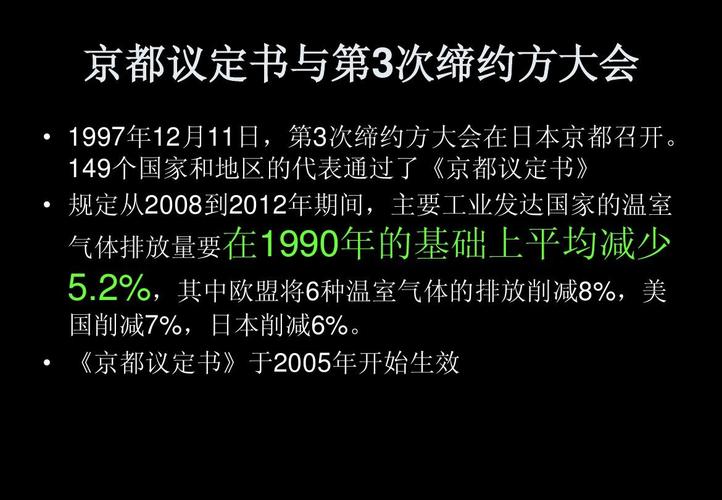 京都议定书与第3次缔约方大会
• 1997年12月11日，第3次缔约方大会在日本京都召开。
149个国家和地区的代表通过了《京都议定书》
• 规定从2008到2012年期间，主要工业发达国家的温室
气体排放量要在1990年的基础上平均减少
5.2%，其中欧盟将6种温室气体的排放削减8%，美
国削减7%，日本削减6%。
• 《京都议定书》于2005年开始生效